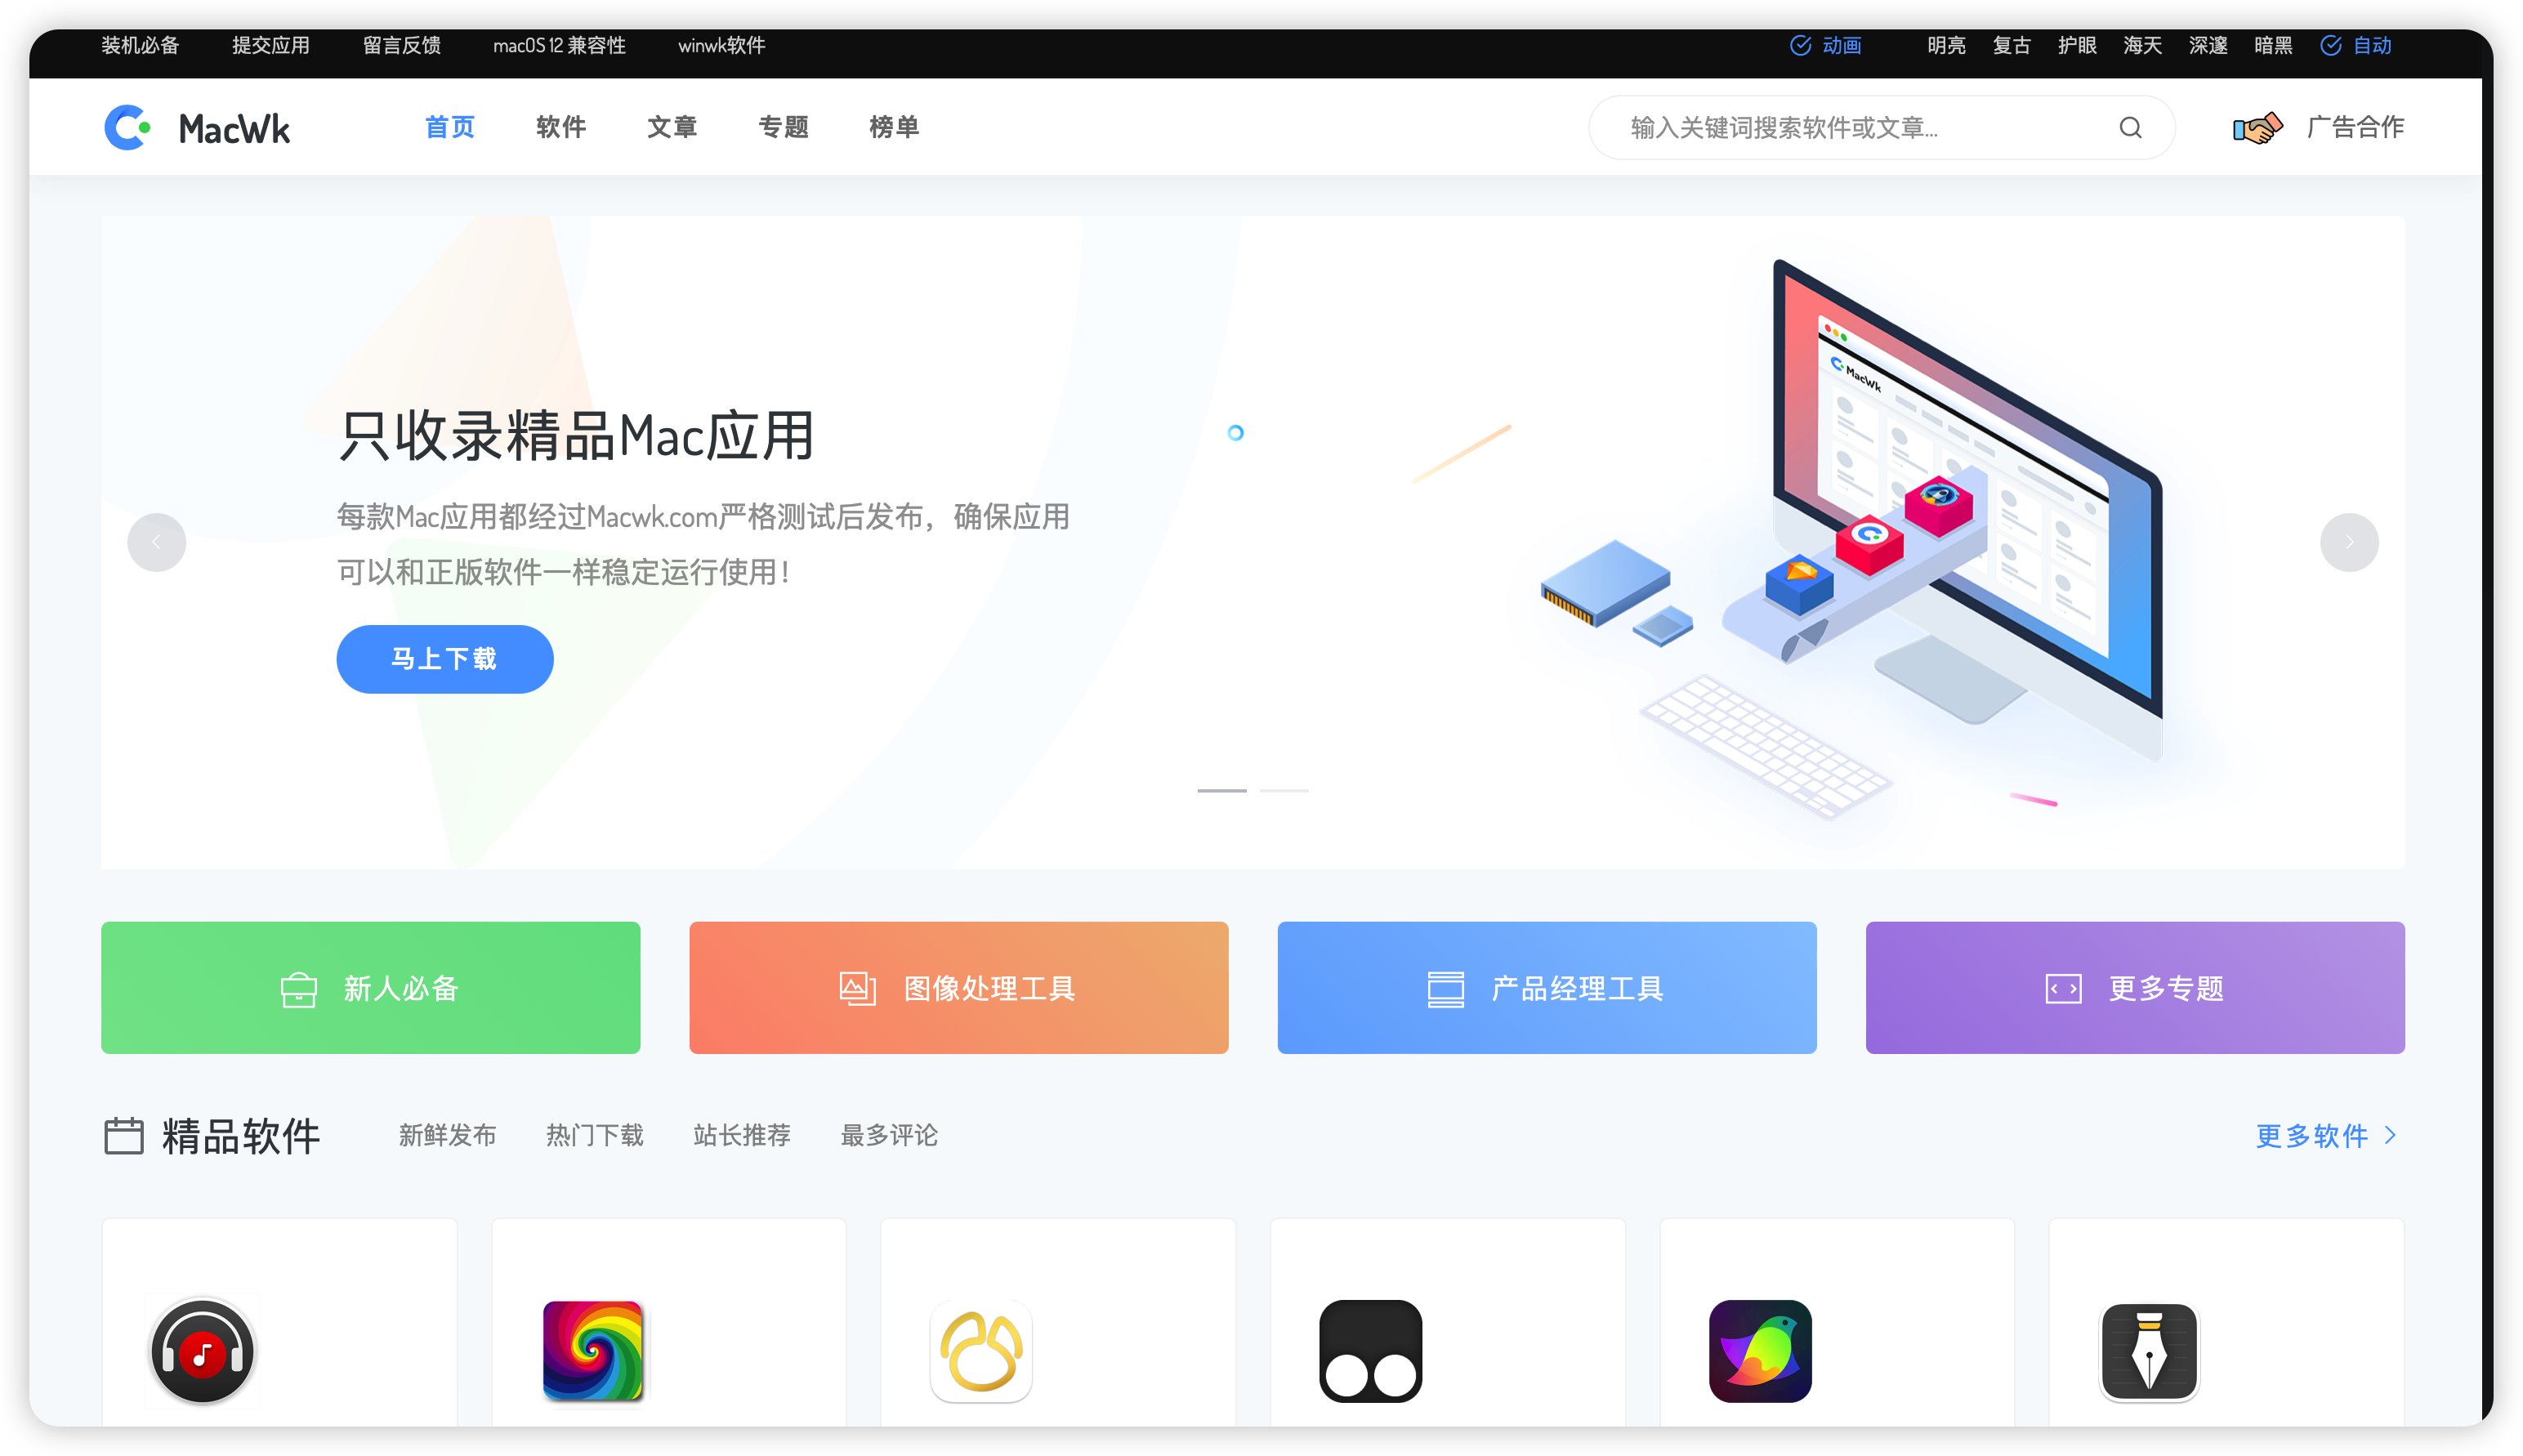 装机必备 提交应用 留言反馈 macOS 12 兼容性 winwk软件 动画 明亮 复古 护眼 海天 深邃 暗黑 自动
MacWk 首页 软件 文章 专题 榜单 输入关键词搜索软件或文章... 广告合作
MacWk
只收录精品Mac应用
每款Mac应用都经过Macwk.com严格测试后发布，确保应用
可以和正版软件一样稳定运行使用！
马上下载
新人必备 图像处理工具 产品经理工具 更多专题
精品软件 新鲜发布 热门下载 站长推荐 最多评论 更多软件